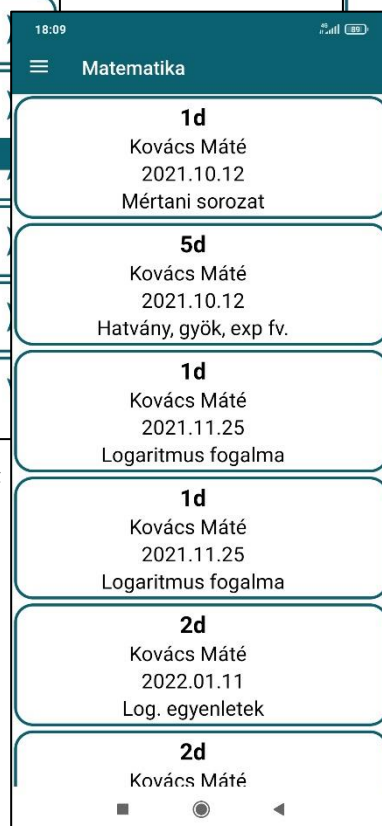 18:09
4G 89
Matematika
1d
Kovács Máté
2021.10.12
Mértani sorozat
5d
Kovács Máté
2021.10.12
Hatvány, gyök, exp fv.
1d
Kovács Máté
2021.11.25
Logaritmus fogalma
1d
Kovács Máté
2021.11.25
Logaritmus fogalma
2d
Kovács Máté
2022.01.11
Log. egyenletek
2d
Kovács Máté